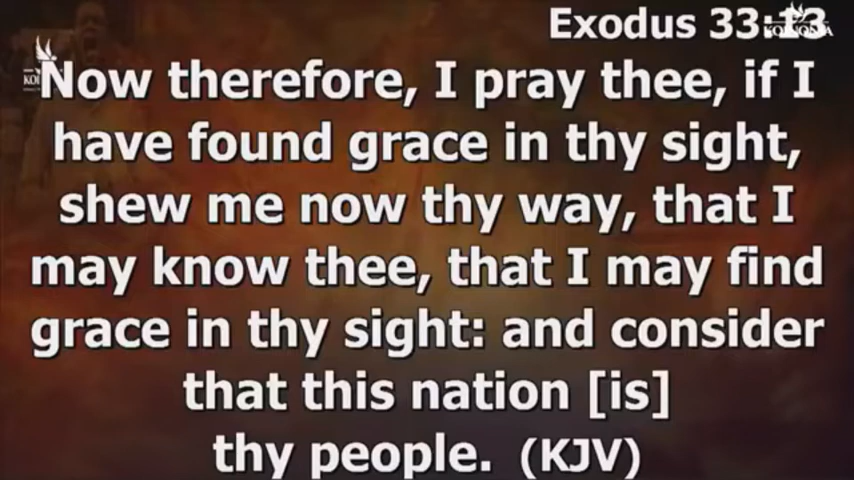 Exodus 33:13
Now therefore, I pray thee, if I
have found grace in thy sight,
shew me now thy way, that I
may know thee, that I may find
grace in thy sight: and consider
that this nation [is]
thy people. (KJV)